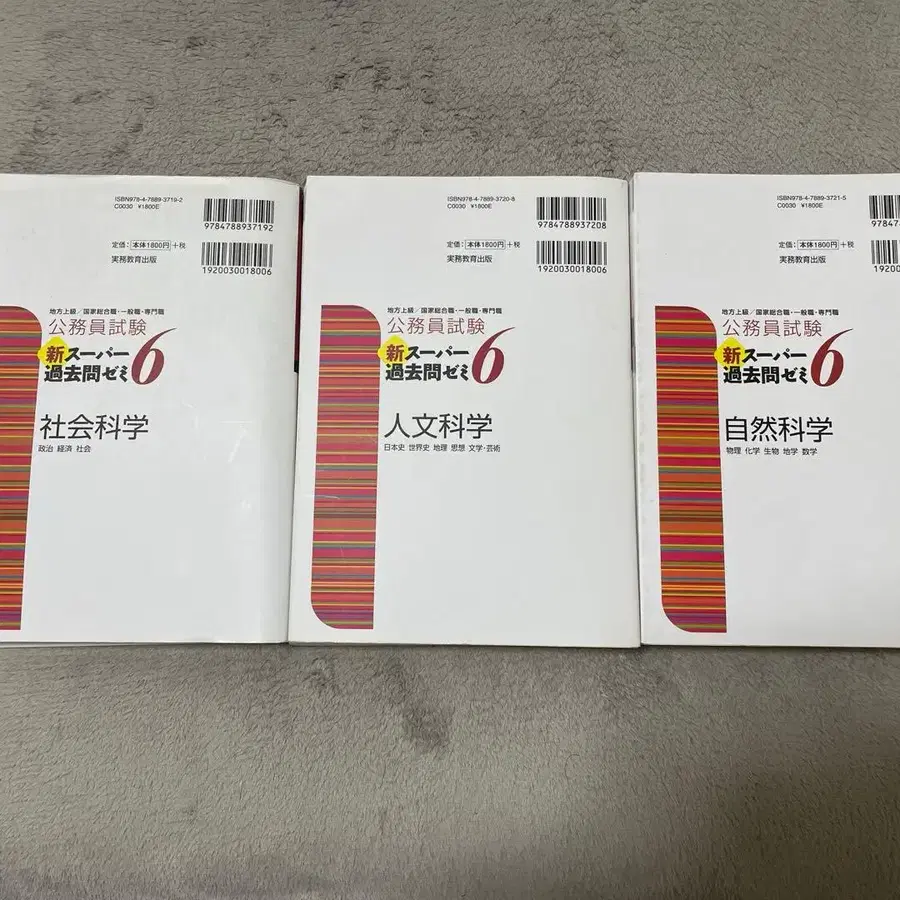 ISBN978-4-7889-3719-2
C0030 ¥1800E
9784788937192
定価：本体1800円＋税
実務教育出版
1920030018006
地方上級／国家総合職・一般職・専門職
公務員試験
新スーパー
過去問ゼミ6
社会科学
政治 経済 社会
ISBN978-4-7889-3720-8
C0030 ¥1800E
9784788937208
定価：本体1800円＋税
実務教育出版
1920030018006
地方上級／国家総合職・一般職・専門職
公務員試験
新スーパー
過去問ゼミ6
人文科学
日本史 世界史 地理 思想 文学・芸術
ISBN978-4-7889-3721-5
C0030 ¥1800E
定価：本体1800円＋税
実務教育出版
地方上級／国家総合職・一般職・専門職
公務員試験
新スーパー
過去問ゼミ6
自然科学
物理 化学 生物 地学 数学